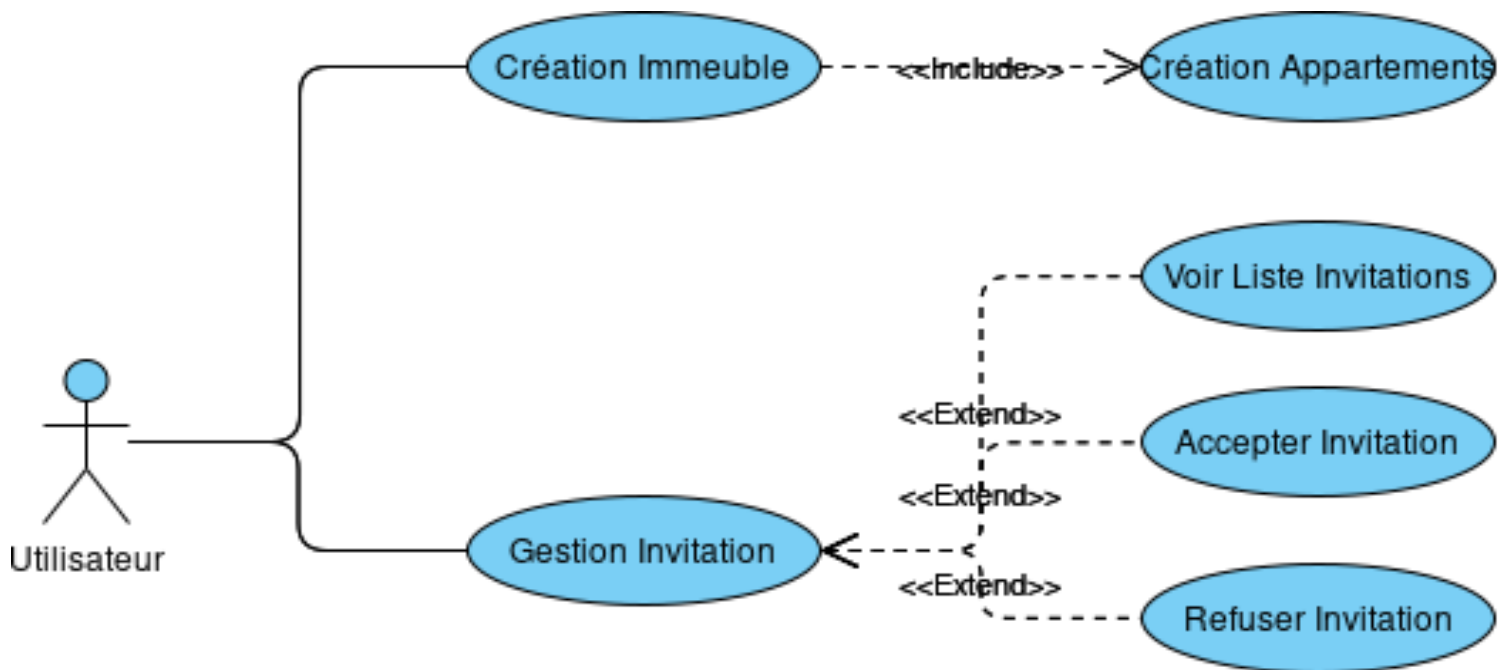 Création Immeuble
<<Include>>
Création Appartements
Voir Liste Invitations
<<Extend>>
Accepter Invitation
<<Extend>>
Utilisateur
Gestion Invitation
<<Extend>>
Refuser Invitation